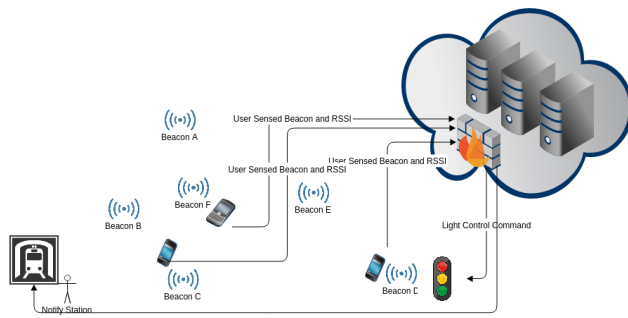 User Sensed Beacon and RSSI
Beacon A
User Sensed Beacon and RSSI
User Sensed Beacon and RSSI
Beacon F
Beacon E
Beacon B
Light Control Command
Beacon C
Beacon D
Notify Station